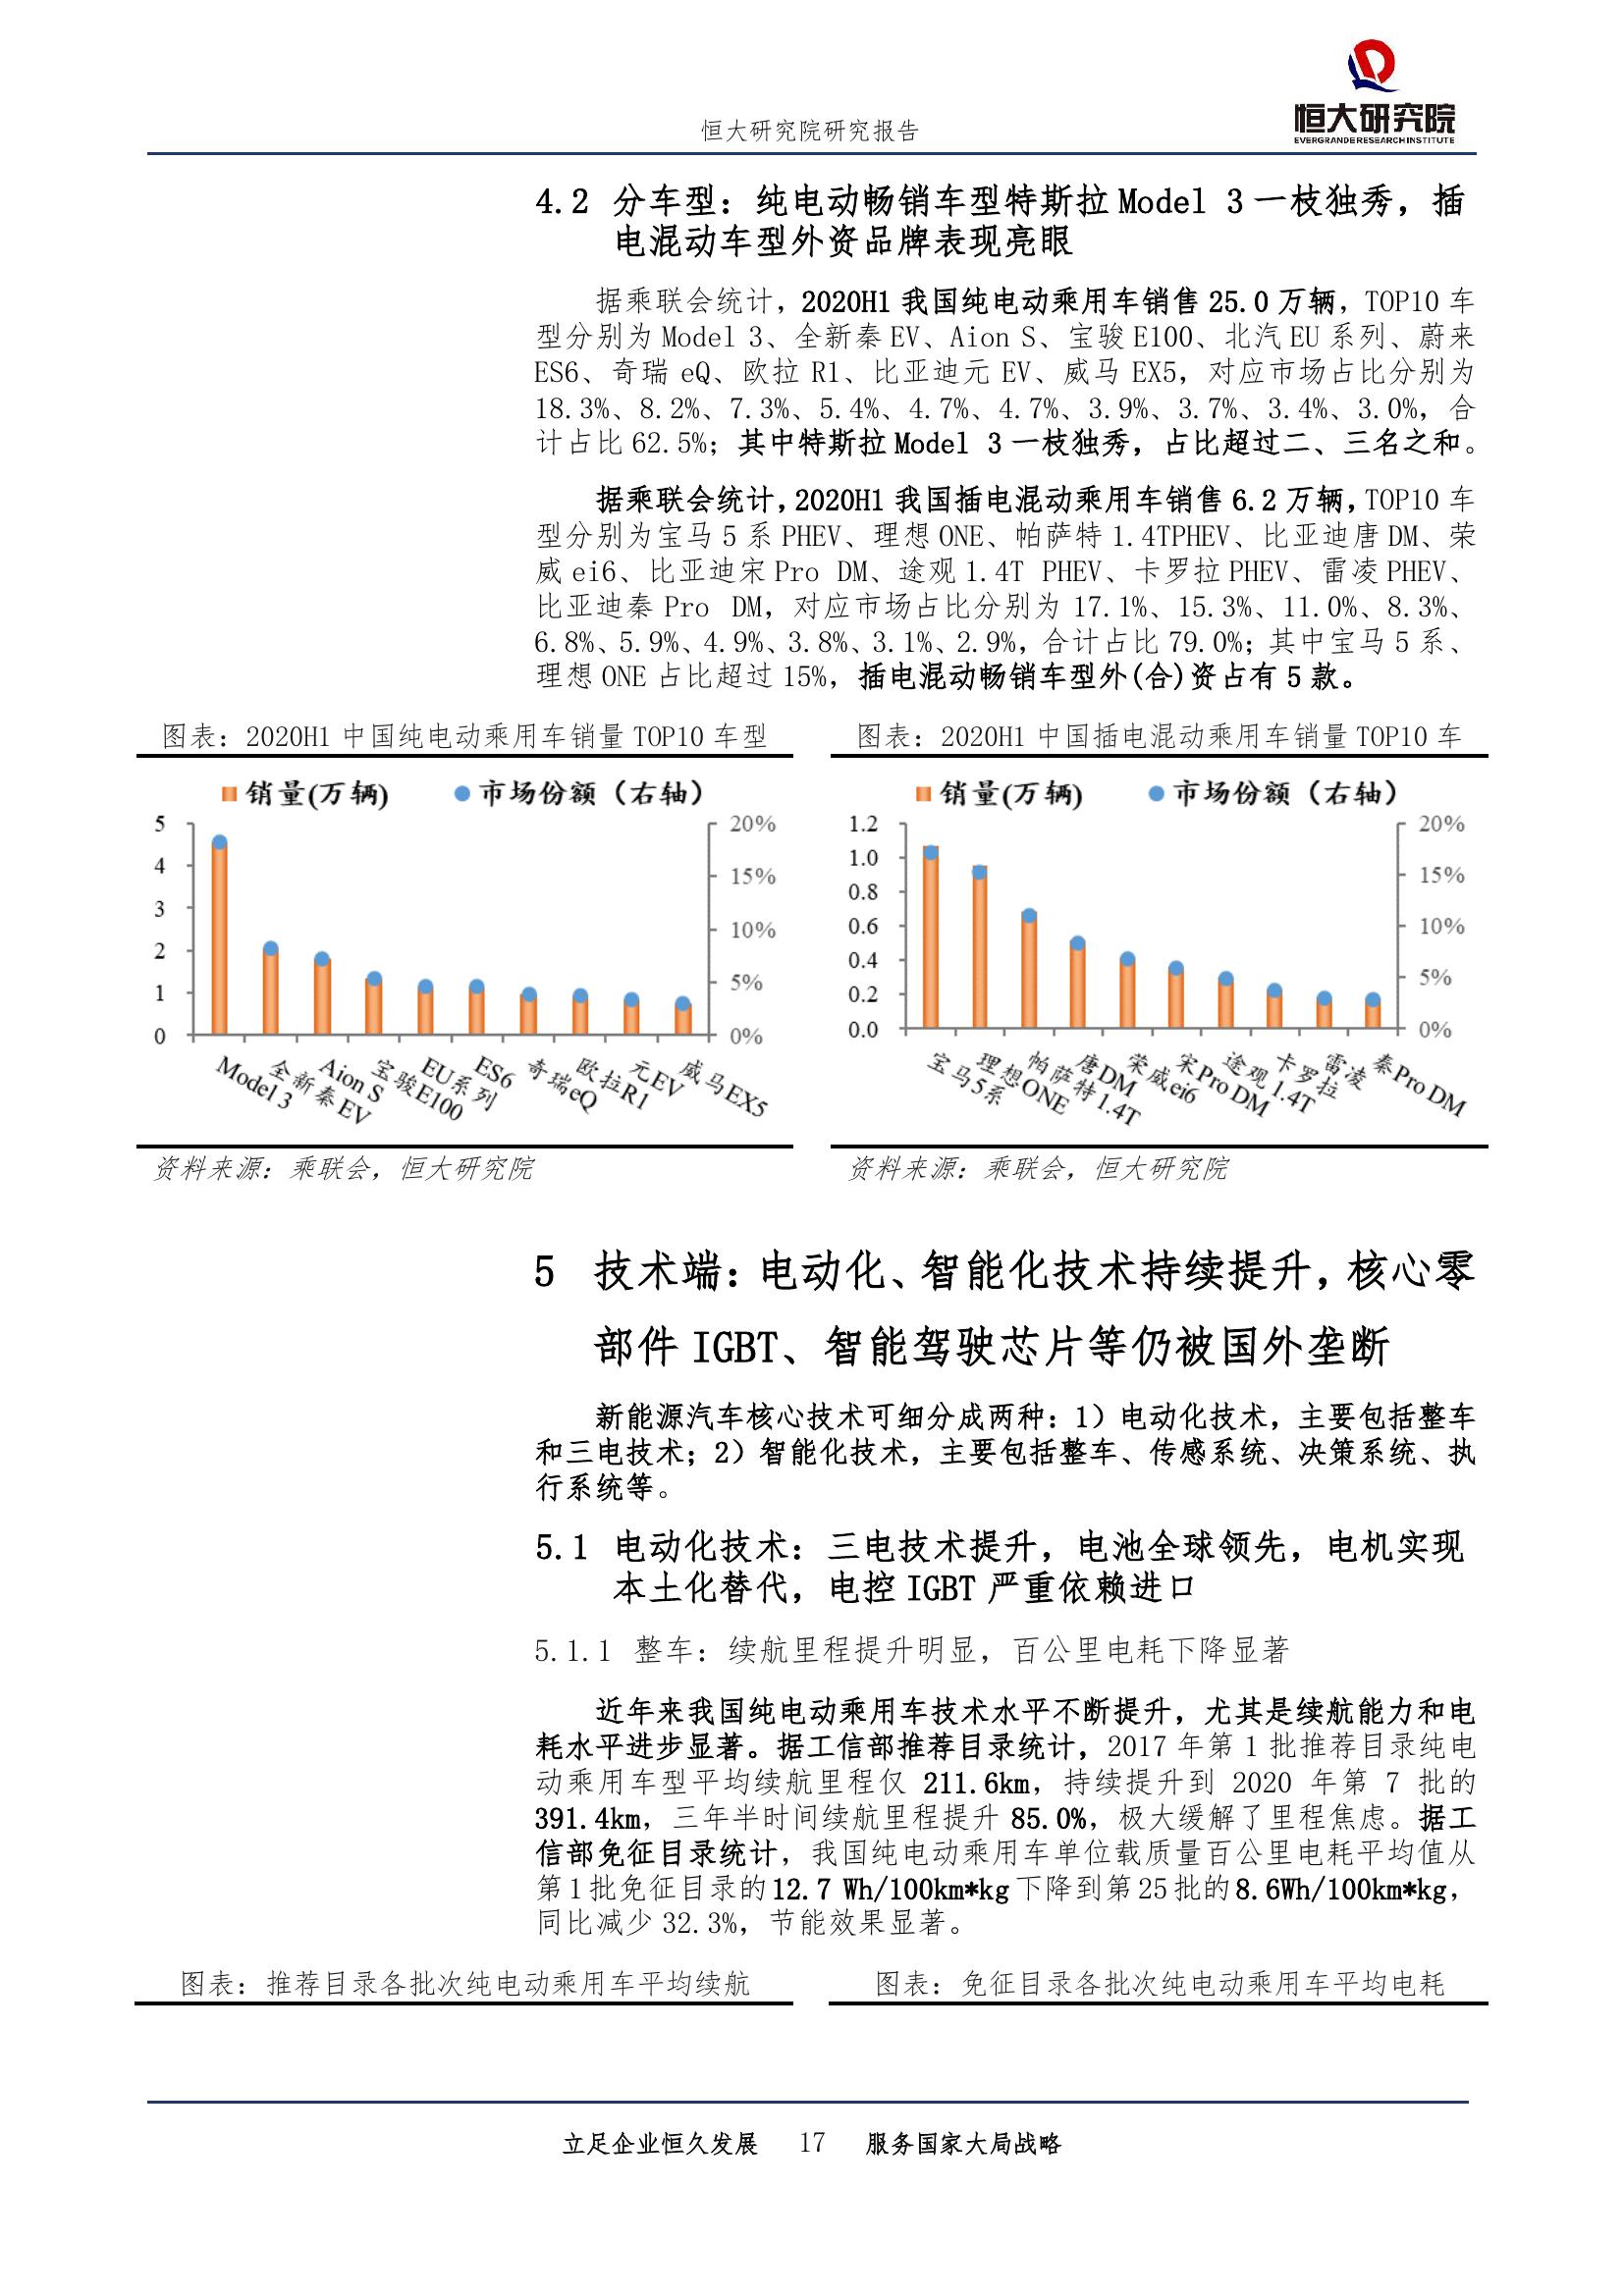 恒大研究院研究报告
恒大研究院
EVERGRANDE RESEARCH INSTITUTE
4.2 分车型：纯电动畅销车型特斯拉 Model 3 一枝独秀，插
电混动车型外资品牌表现亮眼
据乘联会统计，2020H1 我国纯电动乘用车销售 25.0 万辆，TOP10 车
型分别为 Model 3、全新秦 EV、Aion S、宝骏 E100、北汽 EU 系列、蔚来
ES6、奇瑞 eQ、欧拉 R1、比亚迪元 EV、威马 EX5，对应市场占比分别为
18.3%、8.2%、7.3%、5.4%、4.7%、4.7%、3.9%、3.7%、3.4%、3.0%，合
计占比 62.5%；其中特斯拉 Model 3 一枝独秀，占比超过二、三名之和。
据乘联会统计，2020H1 我国插电混动乘用车销售 6.2 万辆，TOP10 车
型分别为宝马 5 系 PHEV、理想 ONE、帕萨特 1.4TPHEV、比亚迪唐 DM、荣
威 ei6、比亚迪宋 Pro DM、途观 1.4T PHEV、卡罗拉 PHEV、雷凌 PHEV、
比亚迪秦 Pro DM，对应市场占比分别为 17.1%、15.3%、11.0%、8.3%、
6.8%、5.9%、4.9%、3.8%、3.1%、2.9%，合计占比 79.0%；其中宝马 5 系、
理想 ONE 占比超过 15%，插电混动畅销车型外(合)资占有 5 款。
图表：2020H1 中国纯电动乘用车销量 TOP10 车型
销量(万辆) 市场份额（右轴）
5
4
3
2
1
0
20%
15%
10%
5%
0%
Model 3
全新秦EV
Aion S
宝骏E100
EU系列
ES6
奇瑞eQ
欧拉R1
元EV
威马EX5
资料来源：乘联会，恒大研究院
图表：2020H1 中国插电混动乘用车销量 TOP10 车
销量(万辆) 市场份额（右轴）
1.2
1.0
0.8
0.6
0.4
0.2
0.0
20%
15%
10%
5%
0%
宝马5系
理想ONE
帕萨特1.4T
唐DM
荣威ei6
宋Pro DM
途观1.4T
卡罗拉
雷凌
秦Pro DM
资料来源：乘联会，恒大研究院
5 技术端：电动化、智能化技术持续提升，核心零
部件 IGBT、智能驾驶芯片等仍被国外垄断
新能源汽车核心技术可细分成两种：1）电动化技术，主要包括整车
和三电技术；2）智能化技术，主要包括整车、传感系统、决策系统、执
行系统等。
5.1 电动化技术：三电技术提升，电池全球领先，电机实现
本土化替代，电控 IGBT 严重依赖进口
5.1.1 整车：续航里程提升明显，百公里电耗下降显著
近年来我国纯电动乘用车技术水平不断提升，尤其是续航能力和电
耗水平进步显著。据工信部推荐目录统计，2017 年第 1 批推荐目录纯电
动乘用车型平均续航里程仅 211.6km，持续提升到 2020 年第 7 批的
391.4km，三年半时间续航里程提升 85.0%，极大缓解了里程焦虑。据工
信部免征目录统计，我国纯电动乘用车单位载质量百公里电耗平均值从
第1批免征目录的12.7 Wh/100km*kg下降到第25批的8.6Wh/100km*kg，
同比减少 32.3%，节能效果显著。
图表：推荐目录各批次纯电动乘用车平均续航
图表：免征目录各批次纯电动乘用车平均电耗
立足企业恒久发展 17 服务国家大局战略